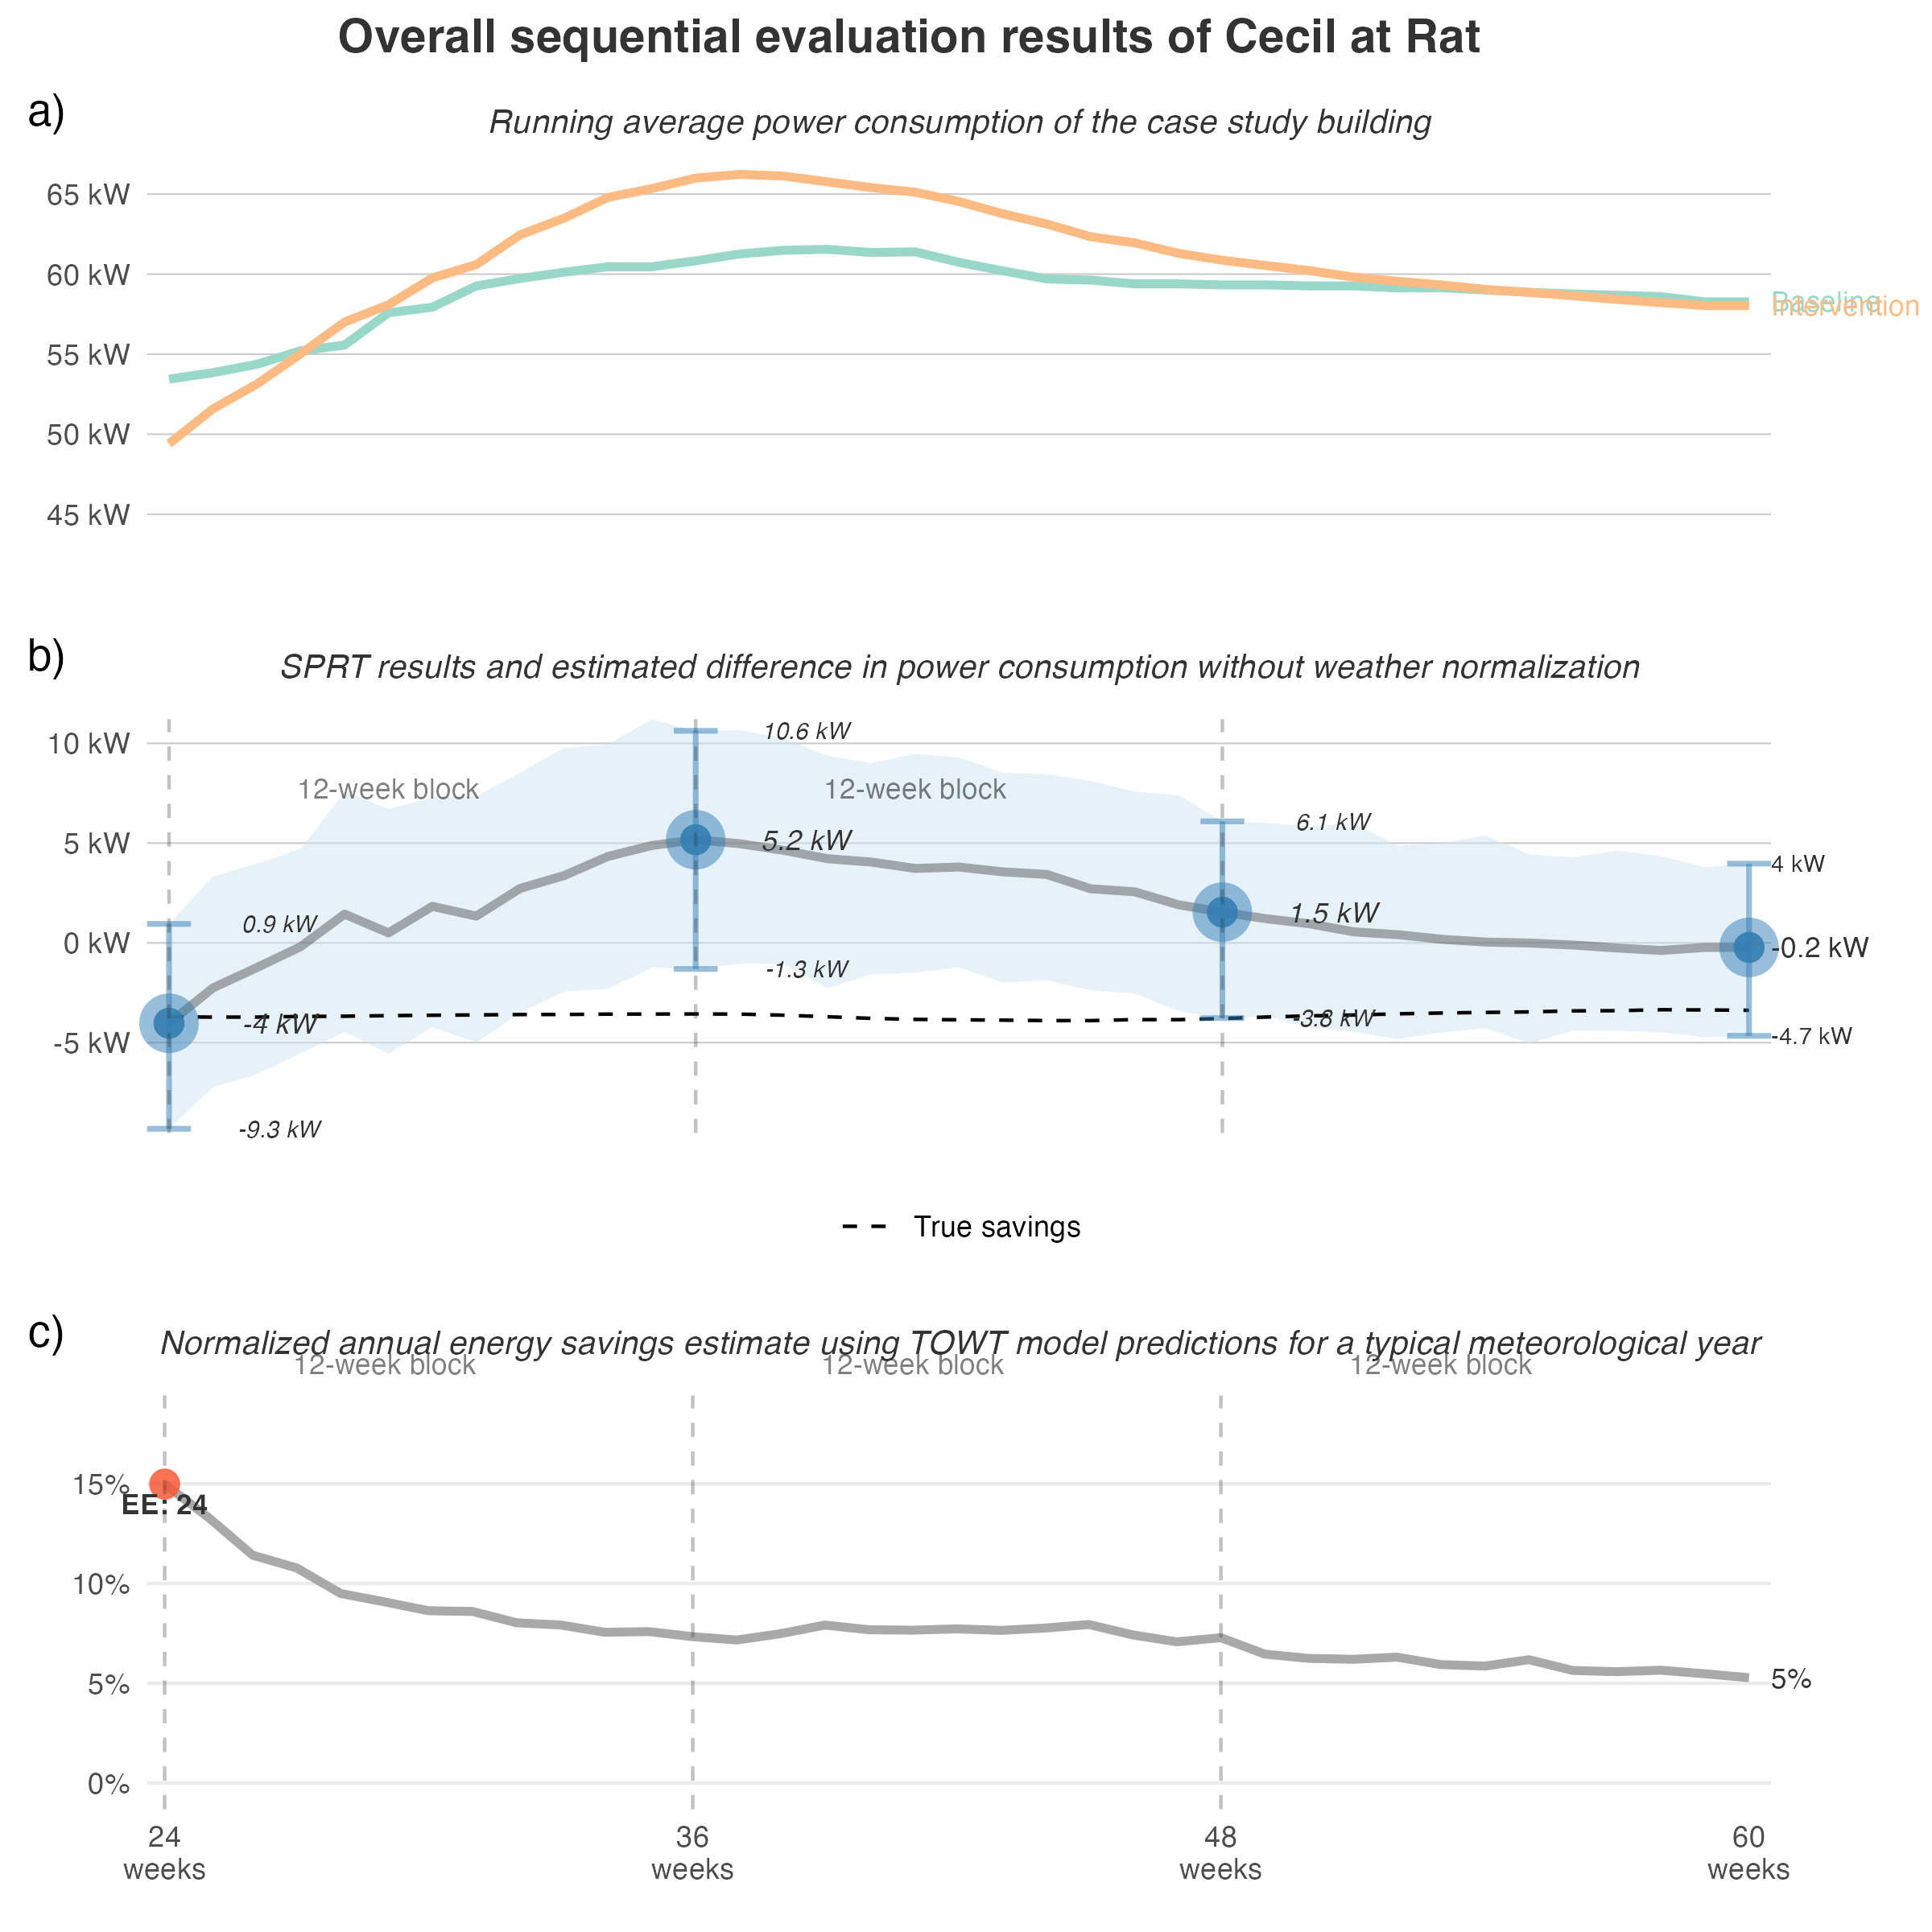 Overall sequential evaluation results of Cecil at Rat
a)
Running average power consumption of the case study building
65 kW
60 kW
55 kW
50 kW
45 kW
Baseline
Intervention
b)
SPRT results and estimated difference in power consumption without weather normalization
10 kW
5 kW
0 kW
-5 kW
12-week block
12-week block
10.6 kW
5.2 kW
-1.3 kW
0.9 kW
-4 kW
-9.3 kW
6.1 kW
1.5 kW
-3.8 kW
4 kW
-0.2 kW
-4.7 kW
True savings
c)
Normalized annual energy savings estimate using TOWT model predictions for a typical meteorological year
12-week block
12-week block
12-week block
15%
EE: 24
10%
5%
0%
5%
24
weeks
36
weeks
48
weeks
60
weeks